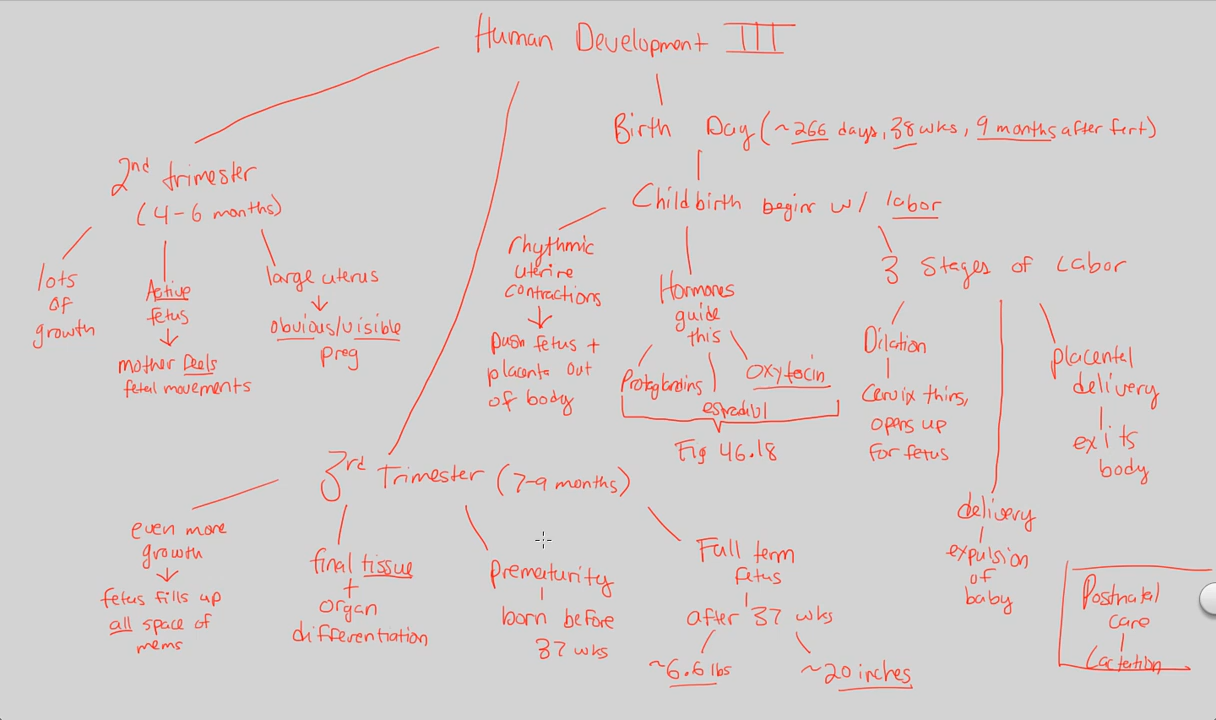 Human Development III
Birth Day (~266 days, 38 wks, 9 months after fert)
2nd trimester
(4-6 months)
lots
of
growth
Active
fetus
mother feels
fetal movements
large uterus
obvious/visible
preg
Childbirth begins w/ labor
rhythmic
uterine
contractions
push fetus +
placenta out
of body
Hormones
guide
this
Prostaglandins
estradiol
oxytocin
Fig 46.18
3 Stages of Labor
Dilation
Cervix thins,
opens up
for fetus
delivery
expulsion
of
baby
placental
delivery
exits
body
3rd Trimester (7-9 months)
even more
growth
fetus fills up
all space of
mems
final tissue
+
organ
differentiation
Prematurity
born before
37 wks
Full term
fetus
after 37 wks
~6.6 lbs
~20 inches
Postnatal
care
Lactation